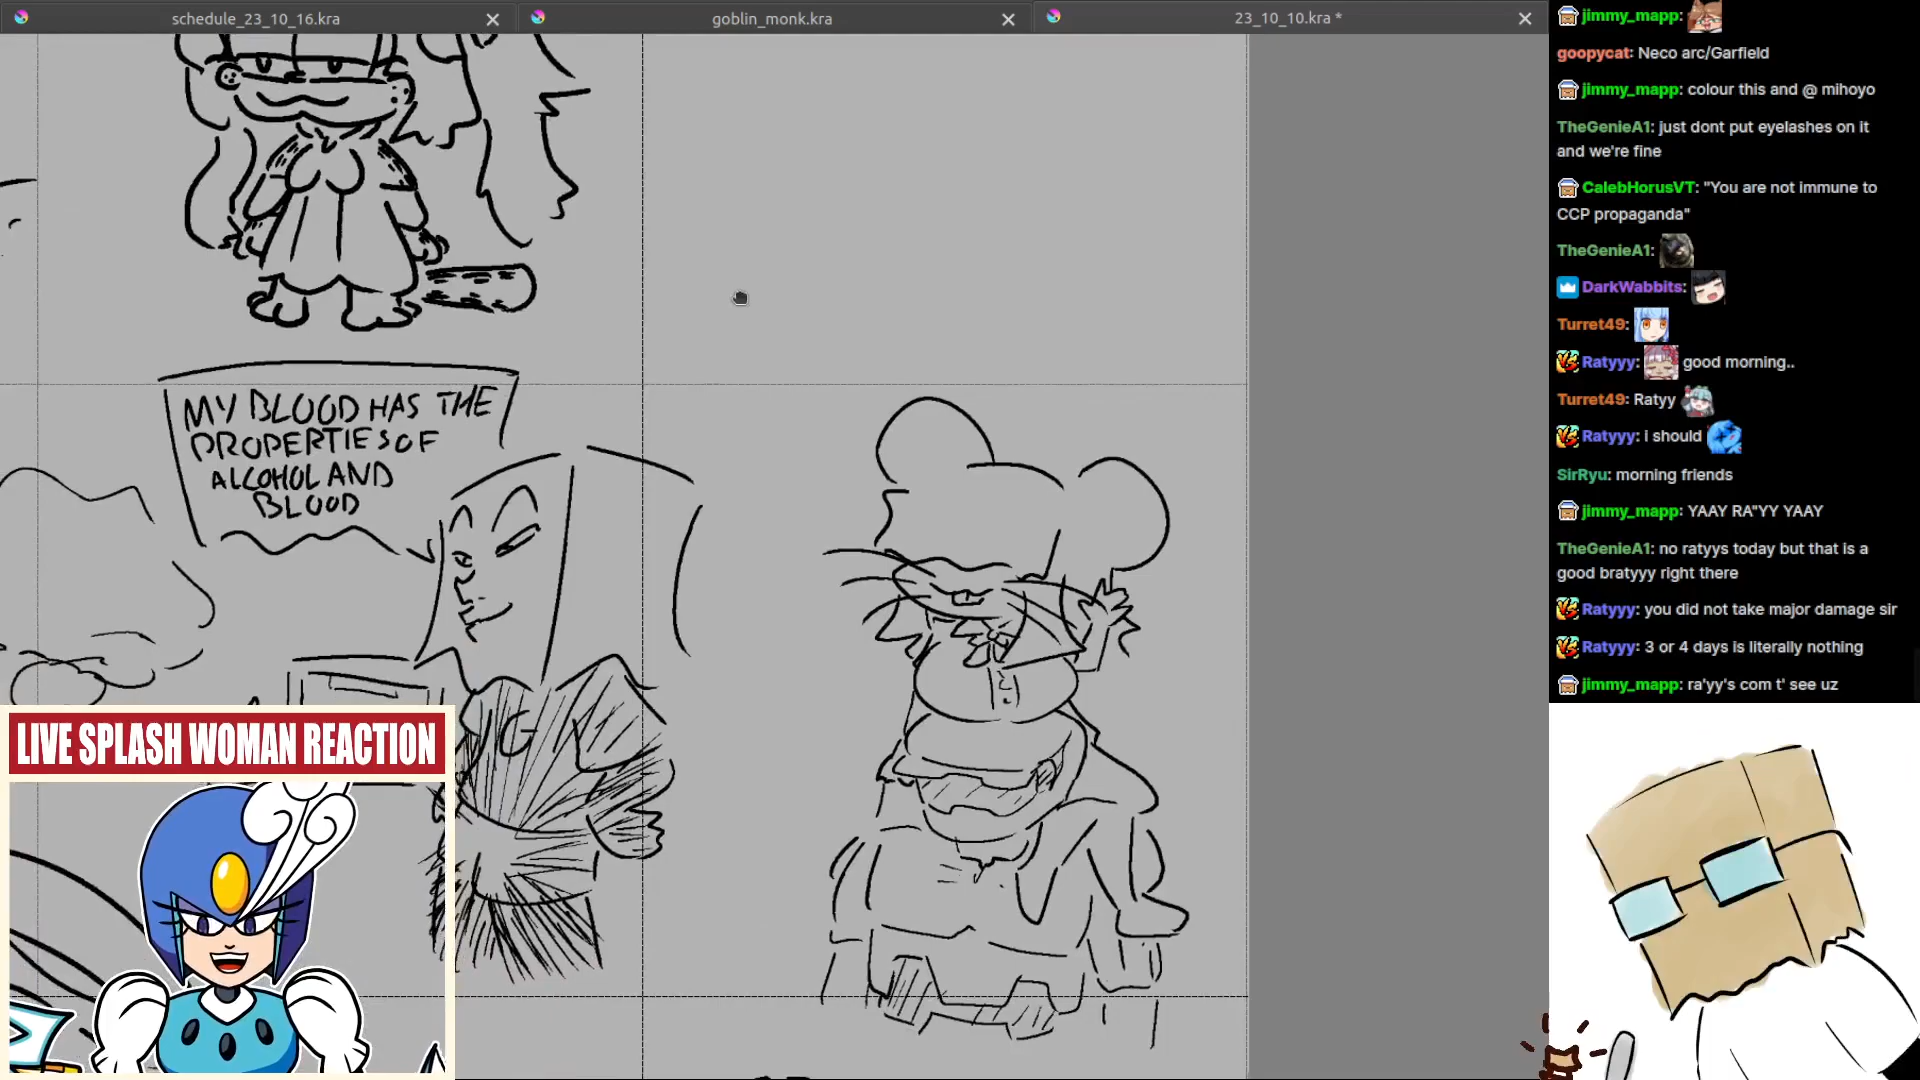 schedule_23_10_16.kra
goblin_monk.kra
23_10_10.kra *
MY BLOOD HAS THE
PROPERTIES OF
ALCOHOL AND
BLOOD
G
LIVE SPLASH WOMAN REACTION
jimmy_mapp:
goopycat: Neco arc/Garfield
jimmy_mapp: colour this and @ mihoyo
TheGenieA1: just dont put eyelashes on it
and we're fine
CalebHorusVT: "You are not immune to
CCP propaganda"
TheGenieA1:
DarkWabbits:
Turret49:
Ratyyy: good morning..
Turret49: Ratyy
Ratyyy: i should
SirRyu: morning friends
jimmy_mapp: YAAY RA"YY YAAY
TheGenieA1: no ratyys today but that is a
good bratyyy right there
Ratyyy: you did not take major damage sir
Ratyyy: 3 or 4 days is literally nothing
jimmy_mapp: ra'yy's com t' see uz